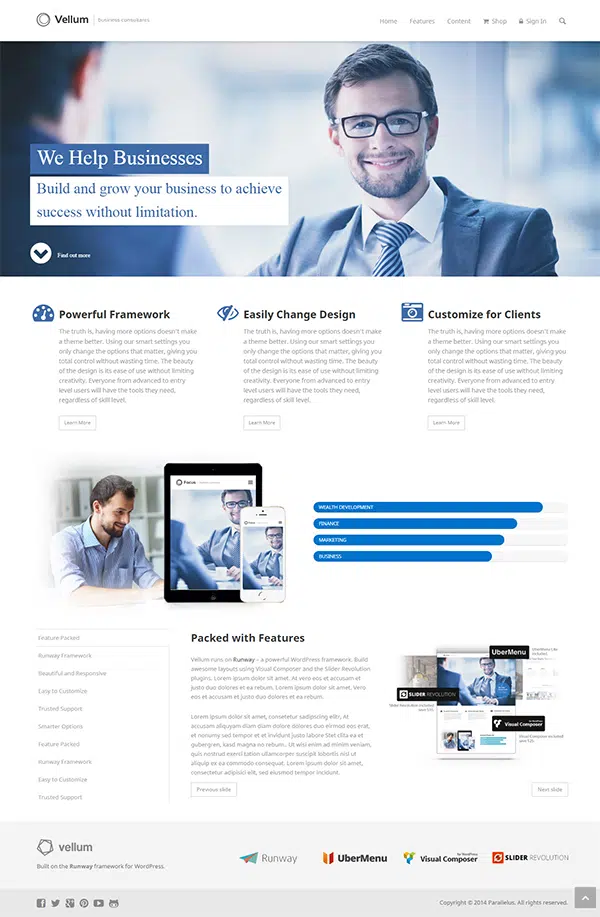 Vellum business consultants
Home Features Content Shop Sign In
We Help Businesses
Build and grow your business to achieve
success without limitation.
Find out more
Powerful Framework
The truth is, having more options doesn't make
a theme better. Using our smart settings you
only change the options that matter, giving you
total control without wasting time. The beauty
of the design is its ease of use without limiting
creativity. Everyone from advanced to entry
level users will have the tools they need,
regardless of skill level.
Learn More
Easily Change Design
The truth is, having more options doesn't make
a theme better. Using our smart settings you
only change the options that matter, giving you
total control without wasting time. The beauty
of the design is its ease of use without limiting
creativity. Everyone from advanced to entry
level users will have the tools they need,
regardless of skill level.
Learn More
Customize for Clients
The truth is, having more options doesn't make
a theme better. Using our smart settings you
only change the options that matter, giving you
total control without wasting time. The beauty
of the design is its ease of use without limiting
creativity. Everyone from advanced to entry
level users will have the tools they need,
regardless of skill level.
Learn More
Focus
WEALTH DEVELOPMENT
FINANCE
MARKETING
BUSINESS
Feature Packed
Runway Framework
Beautiful and Responsive
Easy to Customize
Trusted Support
Smarter Options
Feature Packed
Runway Framework
Easy to Customize
Trusted Support
Packed with Features
Vellum runs on Runway – a powerful WordPress framework. Build
awesome layouts using Visual Composer and the Slider Revolution
plugins. Lorem ipsum dolor sit amet. At vero eos et accusam et
justo duo dolores et ea rebum. Lorem ipsum dolor sit amet. At
accusam et justo duo dolores et ea rebum.
Lorem ipsum dolor sit amet, consetetur sadipscing elitr, At
accusam aliquyam diam diam dolore dolores duo eirmod eos erat,
et nonumy sed tempor et et invidunt justo labore Stet clita ea et
gubergren, kasd magna no rebum. Ut wisi enim ad minim veniam,
quis nostrud exerci tation ullamcorper suscipit lobortis nisl ut
aliquip ex ea commodo consequat. Lorem ipsum dolor sit amet,
consectetur adipisici elit, sed eiusmod tempor incidunt.
UberMenu
UberMenu Lite
Included.
SLIDER REVOLUTION
Slider Revolution included
save $15.
Visual Composer
for WordPress
Visual Composer included
save $25.
Previous slide
Next slide
vellum
Built on the Runway framework for WordPress.
Runway
UberMenu
for WordPress
Visual Composer
SLIDER REVOLUTION
Copyright © 2014 Parallelus. All rights reserved.